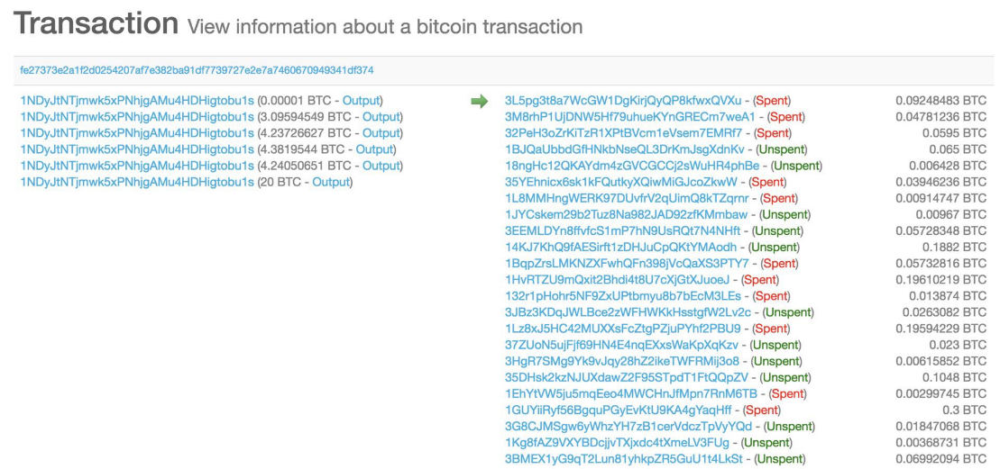 Transaction View information about a bitcoin transaction
fe27373e2a1f2d0254207af7e382ba91df7739727e2e7a7460670949341df374
1NDyJtNTjmwk5xPNhjgAMu4HDHigtobu1s (0.00001 BTC - Output)
1NDyJtNTjmwk5xPNhjgAMu4HDHigtobu1s (3.09594549 BTC - Output)
1NDyJtNTjmwk5xPNhjgAMu4HDHigtobu1s (4.23726627 BTC - Output)
1NDyJtNTjmwk5xPNhjgAMu4HDHigtobu1s (4.3819544 BTC - Output)
1NDyJtNTjmwk5xPNhjgAMu4HDHigtobu1s (4.24050651 BTC - Output)
1NDyJtNTjmwk5xPNhjgAMu4HDHigtobu1s (20 BTC - Output)
3L5pg3t8a7WcGW1DgKirjQyQP8kfwxQVXu - (Spent) 0.09248483 BTC
3M8rhP1UjDNW5Hf79uhueKYnGRECm7weA1 - (Spent) 0.04781236 BTC
32PeH3oZrKiTzR1XPtBVcm1eVsem7EMRf7 - (Spent) 0.0595 BTC
1BJQaUbbdGfHNkbNseQL3DrKmJsgXdnKv - (Unspent) 0.065 BTC
18ngHc12QKAYdm4zGVCGCCj2sWuHR4phBe - (Unspent) 0.006428 BTC
35YEhnicx6sk1kFQutkyXQiwMiGJcoZkwW - (Spent) 0.03946236 BTC
1L8MMHngWERK97DUvfrV2qUimQ8kTZqrnr - (Spent) 0.00914747 BTC
1JYCskem29b2Tuz8Na982JAD92zfKMmbaw - (Unspent) 0.00967 BTC
3EEMLDYn8ffvfcS1mP7hN9UsRQt7N4NHft - (Unspent) 0.05728348 BTC
14KJ7KhQ9fAESirft1zDHJuCpQKtYMAodh - (Unspent) 0.1882 BTC
1BqpZrsLMKNZXFwhQFn398jVcQaXS3PTY7 - (Spent) 0.05732816 BTC
1HvRTZU9mQxit2Bhdi4t8U7cXjGtXJuoeJ - (Spent) 0.19610219 BTC
132r1pHohr5NF9ZxUPtbmyu8b7bEcM3LEs - (Spent) 0.013874 BTC
3JBz3KDqJWLBce2zWFHWKkHsstgfW2Lv2c - (Unspent) 0.0263082 BTC
1Lz8xJ5HC42MUXXsFcZtgPZjuPYhf2PBU9 - (Spent) 0.19594229 BTC
37ZUoN5ujFjf69HN4E4nqEXxsWaKpXqKzv - (Unspent) 0.023 BTC
3HgR7SMg9Yk9vJqy28hZ2ikeTWFRMij3o8 - (Unspent) 0.00615852 BTC
35DHsk2kzNJUXdawZ2F95STpdT1FtQQpZV - (Unspent) 0.1048 BTC
1EhYtVW5ju5mqEeo4MWCHnJfMpn7RnM6TB - (Spent) 0.00299745 BTC
1GUYiiRyf56BgquPGyEvKtU9KA4gYaqHff - (Spent) 0.3 BTC
3G8CJMSgw6yWhzYH7zB1cerVdczTpVyYQd - (Unspent) 0.01847068 BTC
1Kg8fAZ9VXYBDcjjvTXjxdc4tXmeLV3FUg - (Unspent) 0.00368731 BTC
3BMEX1yG9qT2Lun81yhkpZR5GuU1t4LkSt - (Unspent) 0.06992094 BTC